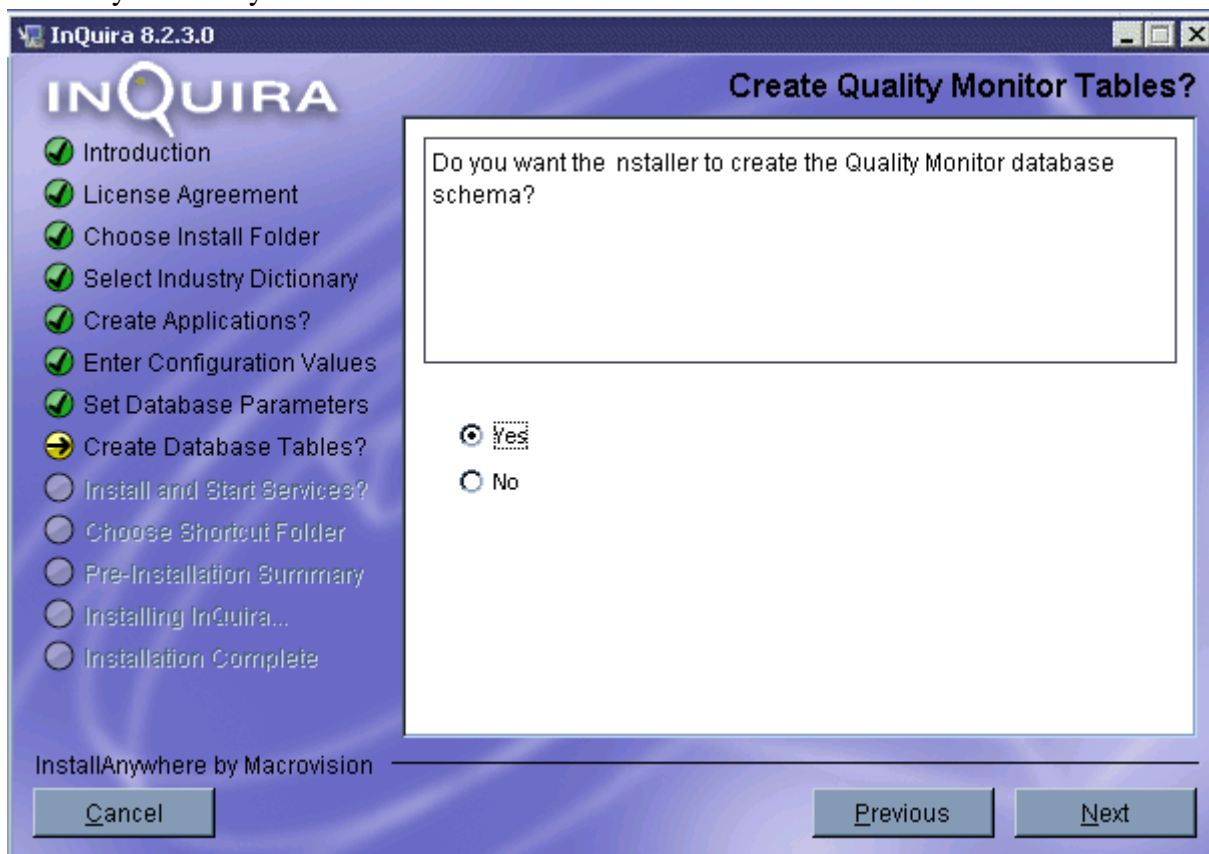 InQuira 8.2.3.0
INQUIRA
Create Quality Monitor Tables?
Introduction
License Agreement
Choose Install Folder
Select Industry Dictionary
Create Applications?
Enter Configuration Values
Set Database Parameters
Create Database Tables?
Install and Start Services?
Choose Shortcut Folder
Pre-Installation Summary
Installing InQuira...
Installation Complete
Do you want the nstaller to create the Quality Monitor database
schema?
Yes
No
InstallAnywhere by Macrovision
Cancel
Previous
Next